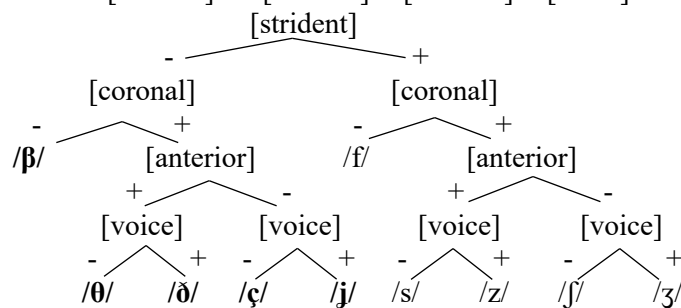 [strident]
- +
[coronal] [coronal]
- + - +
/β/ [anterior] /f/ [anterior]
+ - + -
[voice] [voice] [voice] [voice]
- + - + - + - +
/θ/ /ð/ /ç/ /ʝ/ /s/ /z/ /ʃ/ /ʒ/